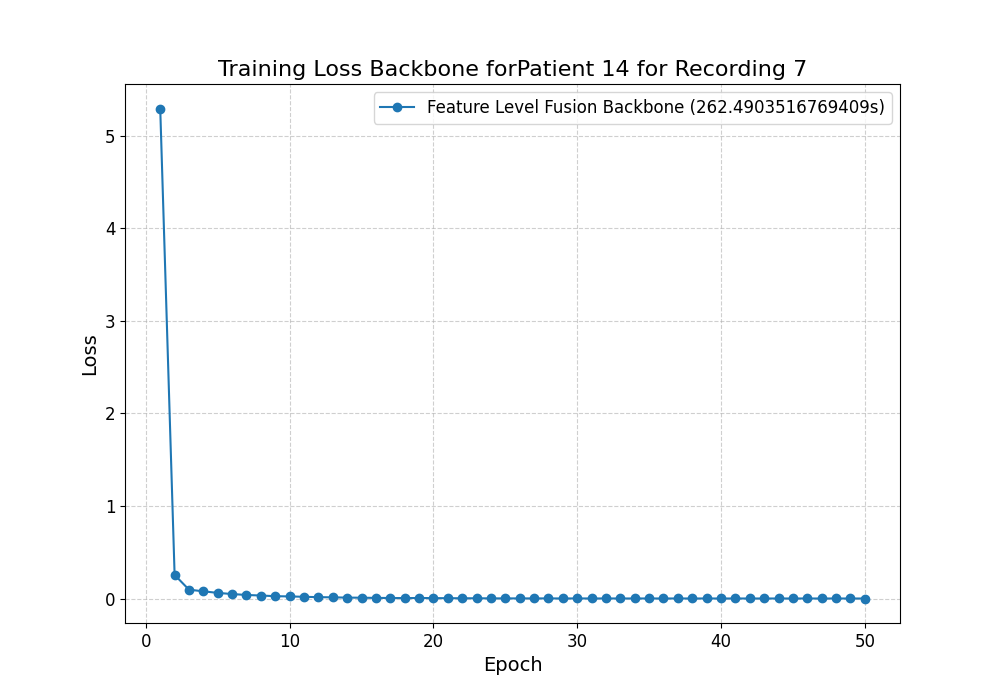 Training Loss Backbone forPatient 14 for Recording 7
Feature Level Fusion Backbone (262.4903516769409s)
5
4
3
2
1
0
Loss
0 10 20 30 40 50
Epoch